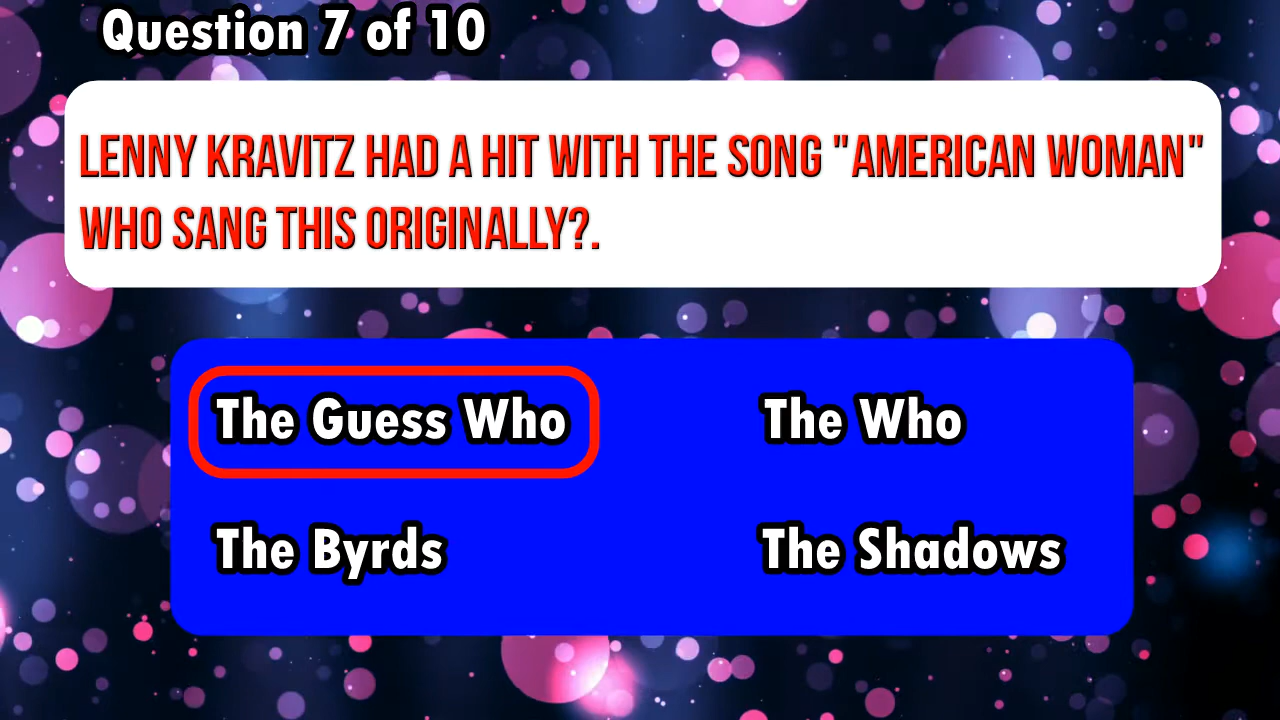 Question 7 of 10
LENNY KRAVITZ HAD A HIT WITH THE SONG "AMERICAN WOMAN"
WHO SANG THIS ORIGINALLY?.
The Guess Who
The Who
The Byrds
The Shadows